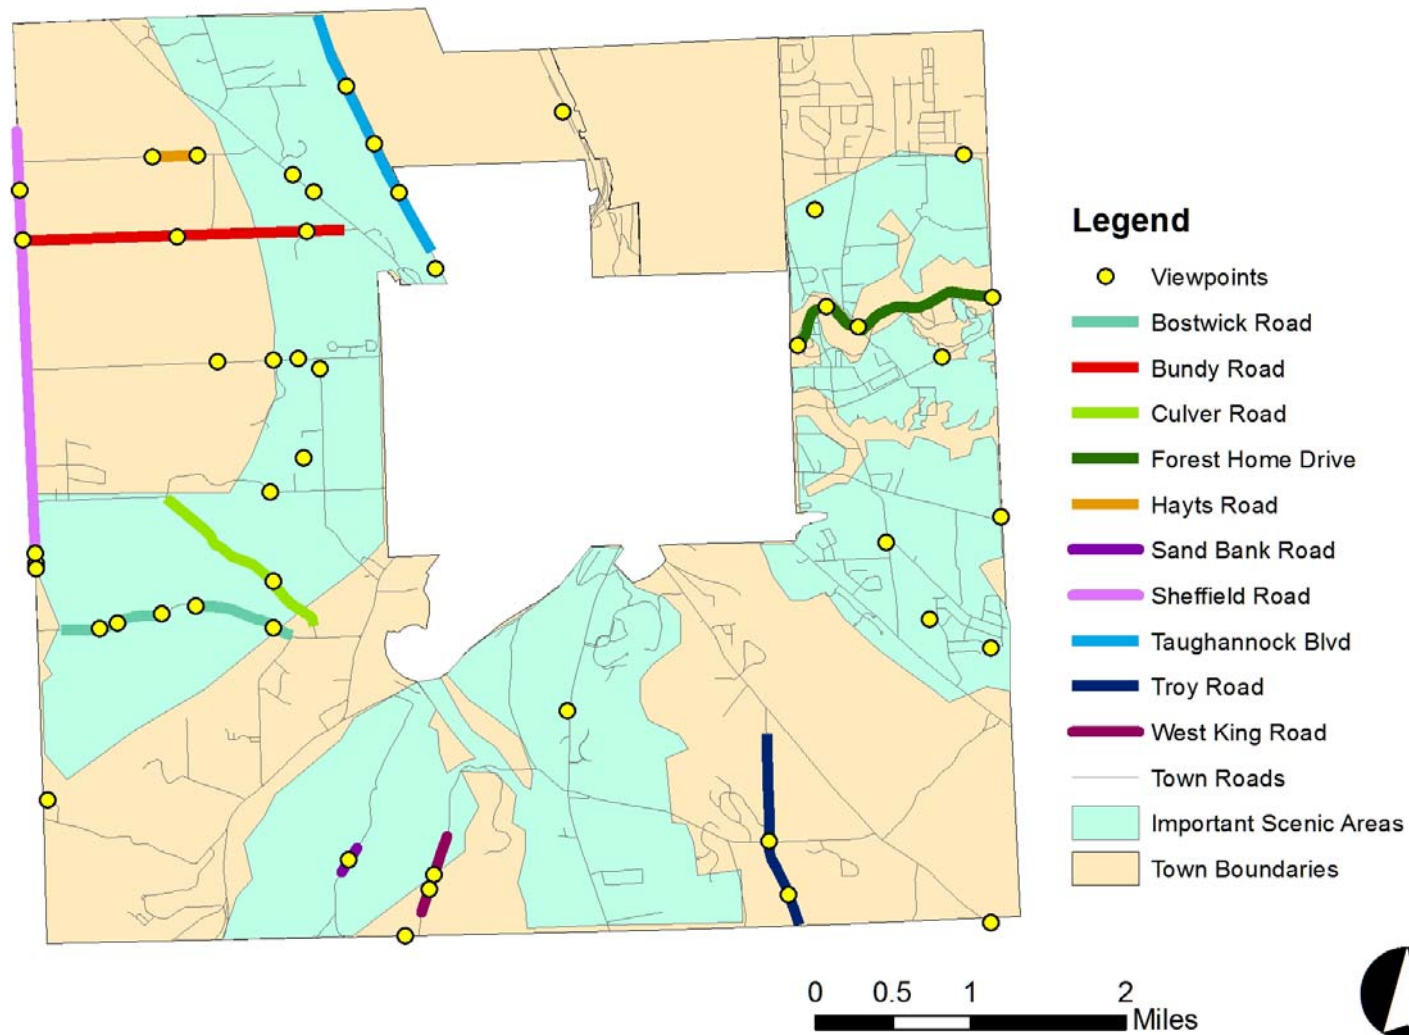 Legend
Viewpoints
Bostwick Road
Bundy Road
Culver Road
Forest Home Drive
Hayts Road
Sand Bank Road
Sheffield Road
Taughannock Blvd
Troy Road
West King Road
Town Roads
Important Scenic Areas
Town Boundaries
0 0.5 1 2
Miles